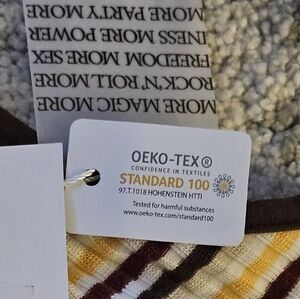 MORE MAGIC MORE
ROCK'N'ROLL MORE
FREEDOM MORE SEX
INESS MORE POWER
MORE PARTY MORE
OEKO-TEX®
CONFIDENCE IN TEXTILES
STANDARD 100
97.T.1018 HOHENSTEIN HTTI
Tested for harmful substances
www.oeko-tex.com/standard100